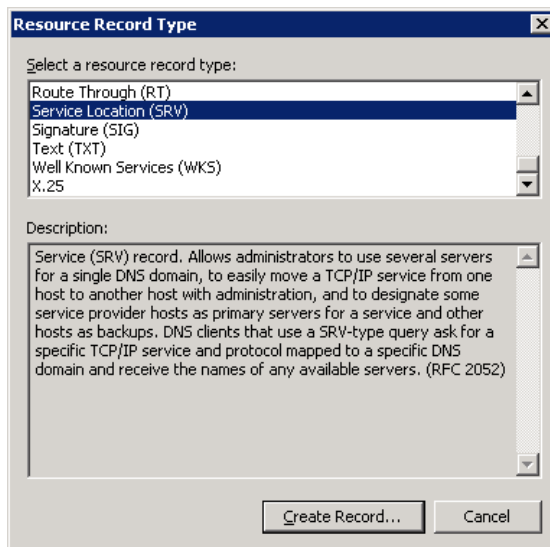 Resource Record Type
Select a resource record type:
Route Through (RT)
Service Location (SRV)
Signature (SIG)
Text (TXT)
Well Known Services (WKS)
X.25
Description:
Service (SRV) record. Allows administrators to use several servers
for a single DNS domain, to easily move a TCP/IP service from one
host to another host with administration, and to designate some
service provider hosts as primary servers for a service and other
hosts as backups. DNS clients that use a SRV-type query ask for a
specific TCP/IP service and protocol mapped to a specific DNS
domain and receive the names of any available servers. (RFC 2052)
Create Record... Cancel